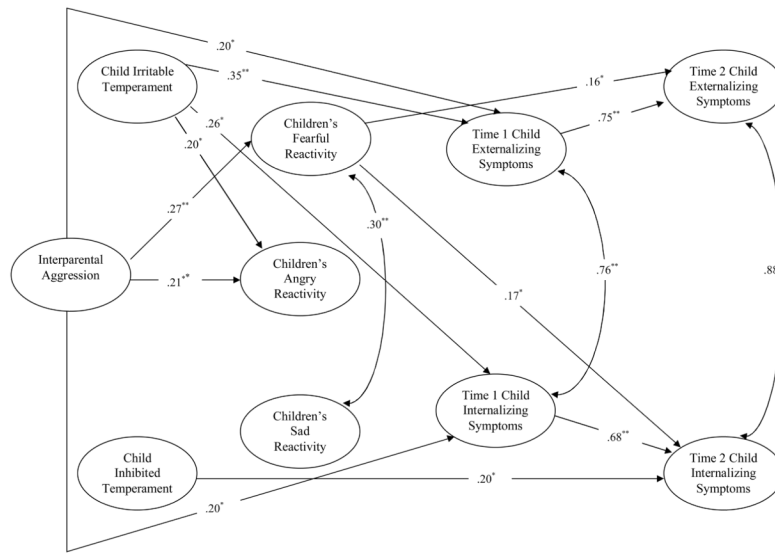 .20*
Child Irritable
Temperament
.35**
Time 2 Child
Externalizing
Symptoms
.16*
.75**
Children's
Fearful
Reactivity
Time 1 Child
Externalizing
Symptoms
.26*
.20*
.27**
.30**
Interparental
Aggression
.21**
Children's
Angry
Reactivity
.76**
.88
.17*
Time 1 Child
Internalizing
Symptoms
Children's
Sad
Reactivity
.68**
Child
Inhibited
Temperament
.20*
.20*
Time 2 Child
Internalizing
Symptoms